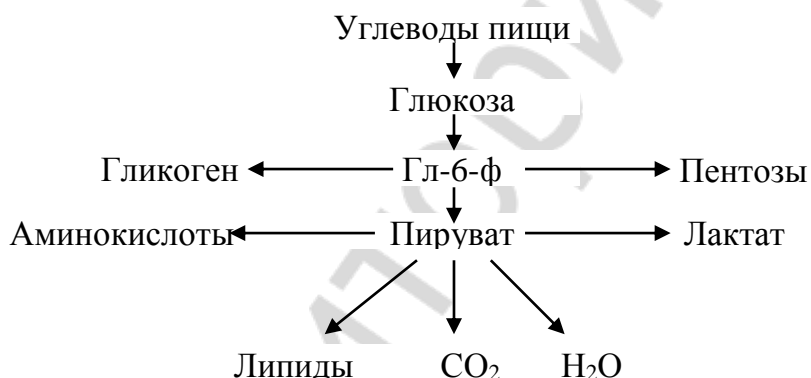 Углеводы пищи
Глюкоза
Гликоген Гл-6-ф Пентозы
Аминокислоты Пируват Лактат
Липиды CO₂ H₂O